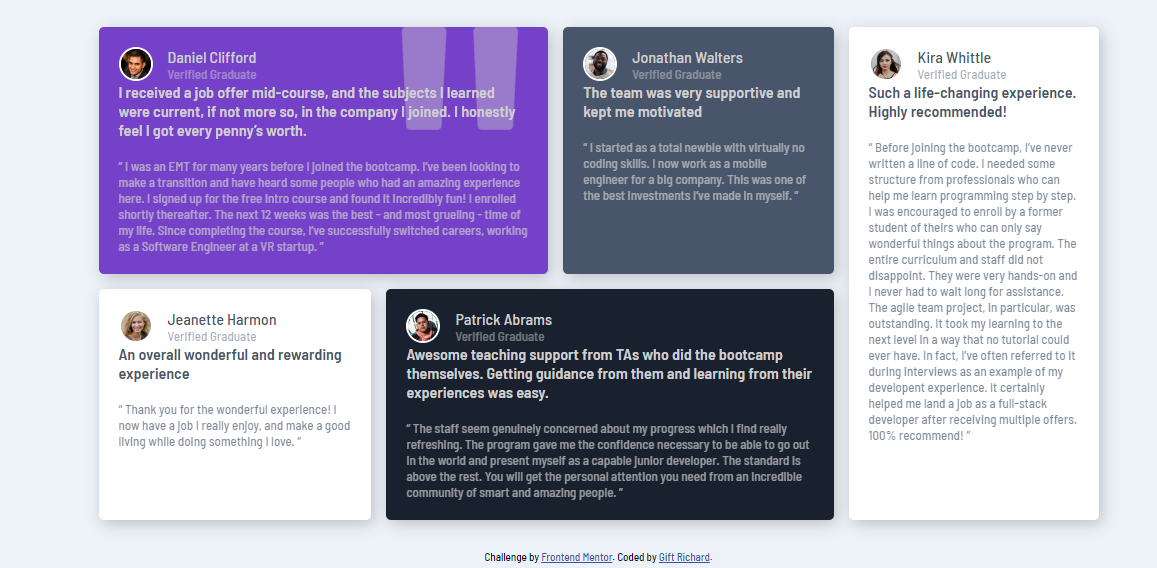 Daniel Clifford
Verified Graduate
I received a job offer mid-course, and the subjects I learned
were current, if not more so, in the company I joined. I honestly
feel I got every penny’s worth.
“ I was an EMT for many years before I joined the bootcamp. I’ve been looking to
make a transition and have heard some people who had an amazing experience
here. I signed up for the free intro course and found it incredibly fun! I enrolled
shortly thereafter. The next 12 weeks was the best - and most grueling - time of
my life. Since completing the course, I’ve successfully switched careers, working
as a Software Engineer at a VR startup. ”
Jonathan Walters
Verified Graduate
The team was very supportive and
kept me motivated
“ I started as a total newbie with virtually no
coding skills. I now work as a mobile
engineer for a big company. This was one of
the best investments I’ve made in myself. ”
Kira Whittle
Verified Graduate
Such a life-changing experience.
Highly recommended!
“ Before joining the bootcamp, I’ve never
written a line of code. I needed some
structure from professionals who can
help me learn programming step by step.
I was encouraged to enroll by a former
student of theirs who can only say
wonderful things about the program. The
entire curriculum and staff did not
disappoint. They were very hands-on and
I never had to wait long for assistance.
The agile team project, in particular, was
outstanding. It took my learning to the
next level in a way that no tutorial could
ever have. In fact, I’ve often referred to it
during interviews as an example of my
developent experience. It certainly
helped me land a job as a full-stack
developer after receiving multiple offers.
100% recommend! ”
Jeanette Harmon
Verified Graduate
An overall wonderful and rewarding
experience
“ Thank you for the wonderful experience! I
now have a job I really enjoy, and make a good
living while doing something I love. ”
Patrick Abrams
Verified Graduate
Awesome teaching support from TAs who did the bootcamp
themselves. Getting guidance from them and learning from their
experiences was easy.
“ The staff seem genuinely concerned about my progress which I find really
refreshing. The program gave me the confidence necessary to be able to go out
in the world and present myself as a capable junior developer. The standard is
above the rest. You will get the personal attention you need from an incredible
community of smart and amazing people. ”
Challenge by Frontend Mentor. Coded by Gift Richard.